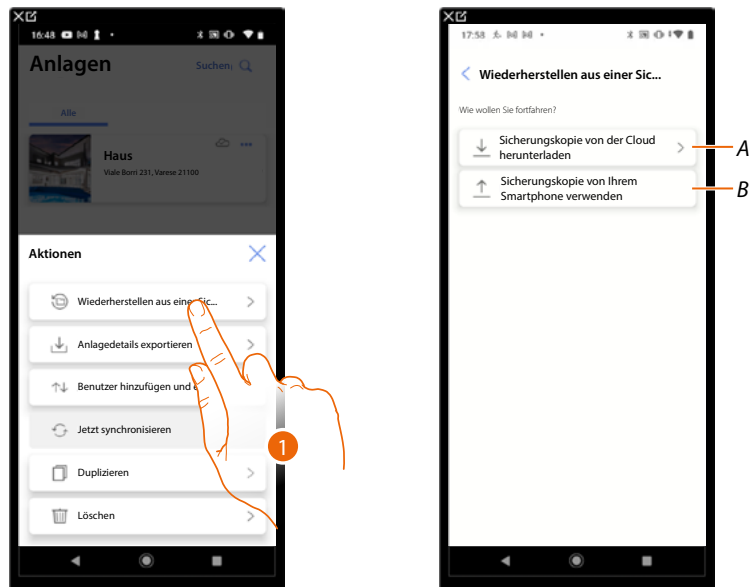 16:48
Anlagen
Suchen
Alle
Haus
Viale Borri 231, Varese 21100
Aktionen
Wiederherstellen aus einer Sic...
Anlagedetails exportieren
Benutzer hinzufügen und
Jetzt synchronisieren
Duplizieren
Löschen
1
17:58
Wiederherstellen aus einer Sic...
Wie wollen Sie fortfahren?
Sicherungskopie von der Cloud
herunterladen
A
Sicherungskopie von Ihrem
Smartphone verwenden
B